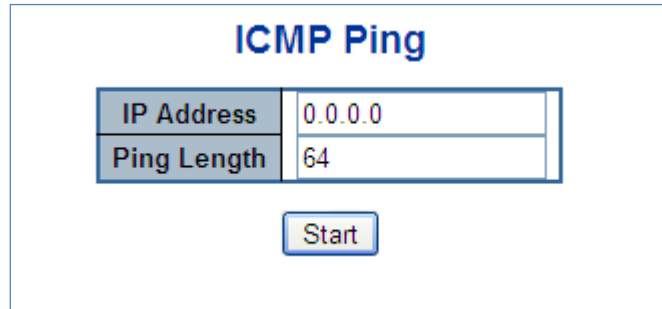 ICMP Ping
IP Address 0.0.0.0
Ping Length 64
Start